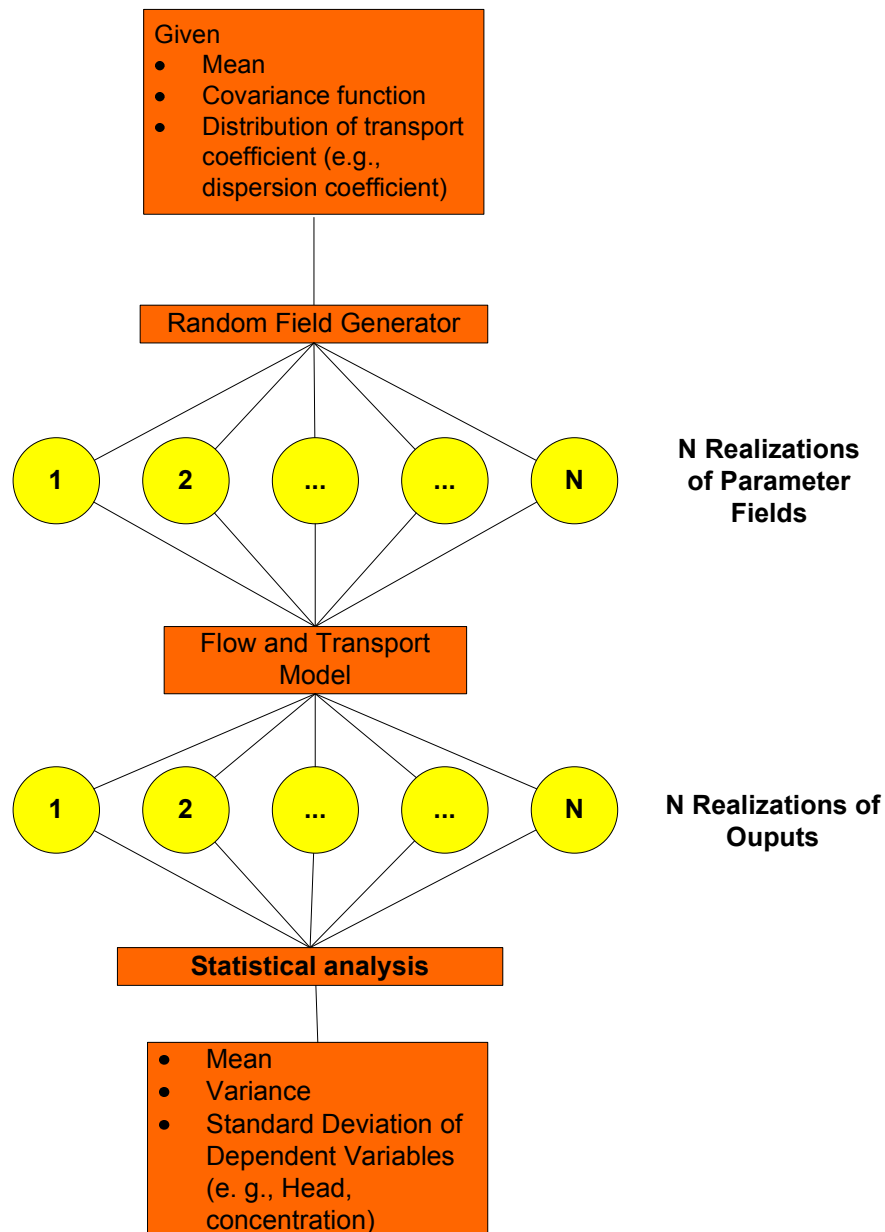 Given
• Mean
• Covariance function
• Distribution of transport
coefficient (e.g.,
dispersion coefficient)
Random Field Generator
1 2 ... ... N
N Realizations
of Parameter
Fields
Flow and Transport
Model
1 2 ... ... N
N Realizations of
Ouputs
Statistical analysis
• Mean
• Variance
• Standard Deviation of
Dependent Variables
(e. g., Head,
concentration)